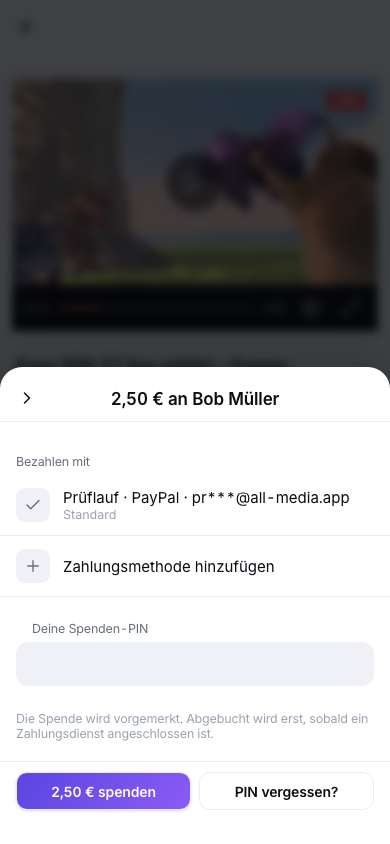 2,50 € an Bob Müller
Bezahlen mit
Prüflauf · PayPal · pr***@all-media.app
Standard
Zahlungsmethode hinzufügen
Deine Spenden-PIN
Die Spende wird vorgemerkt. Abgebucht wird erst, sobald ein
Zahlungsdienst angeschlossen ist.
2,50 € spenden
PIN vergessen?